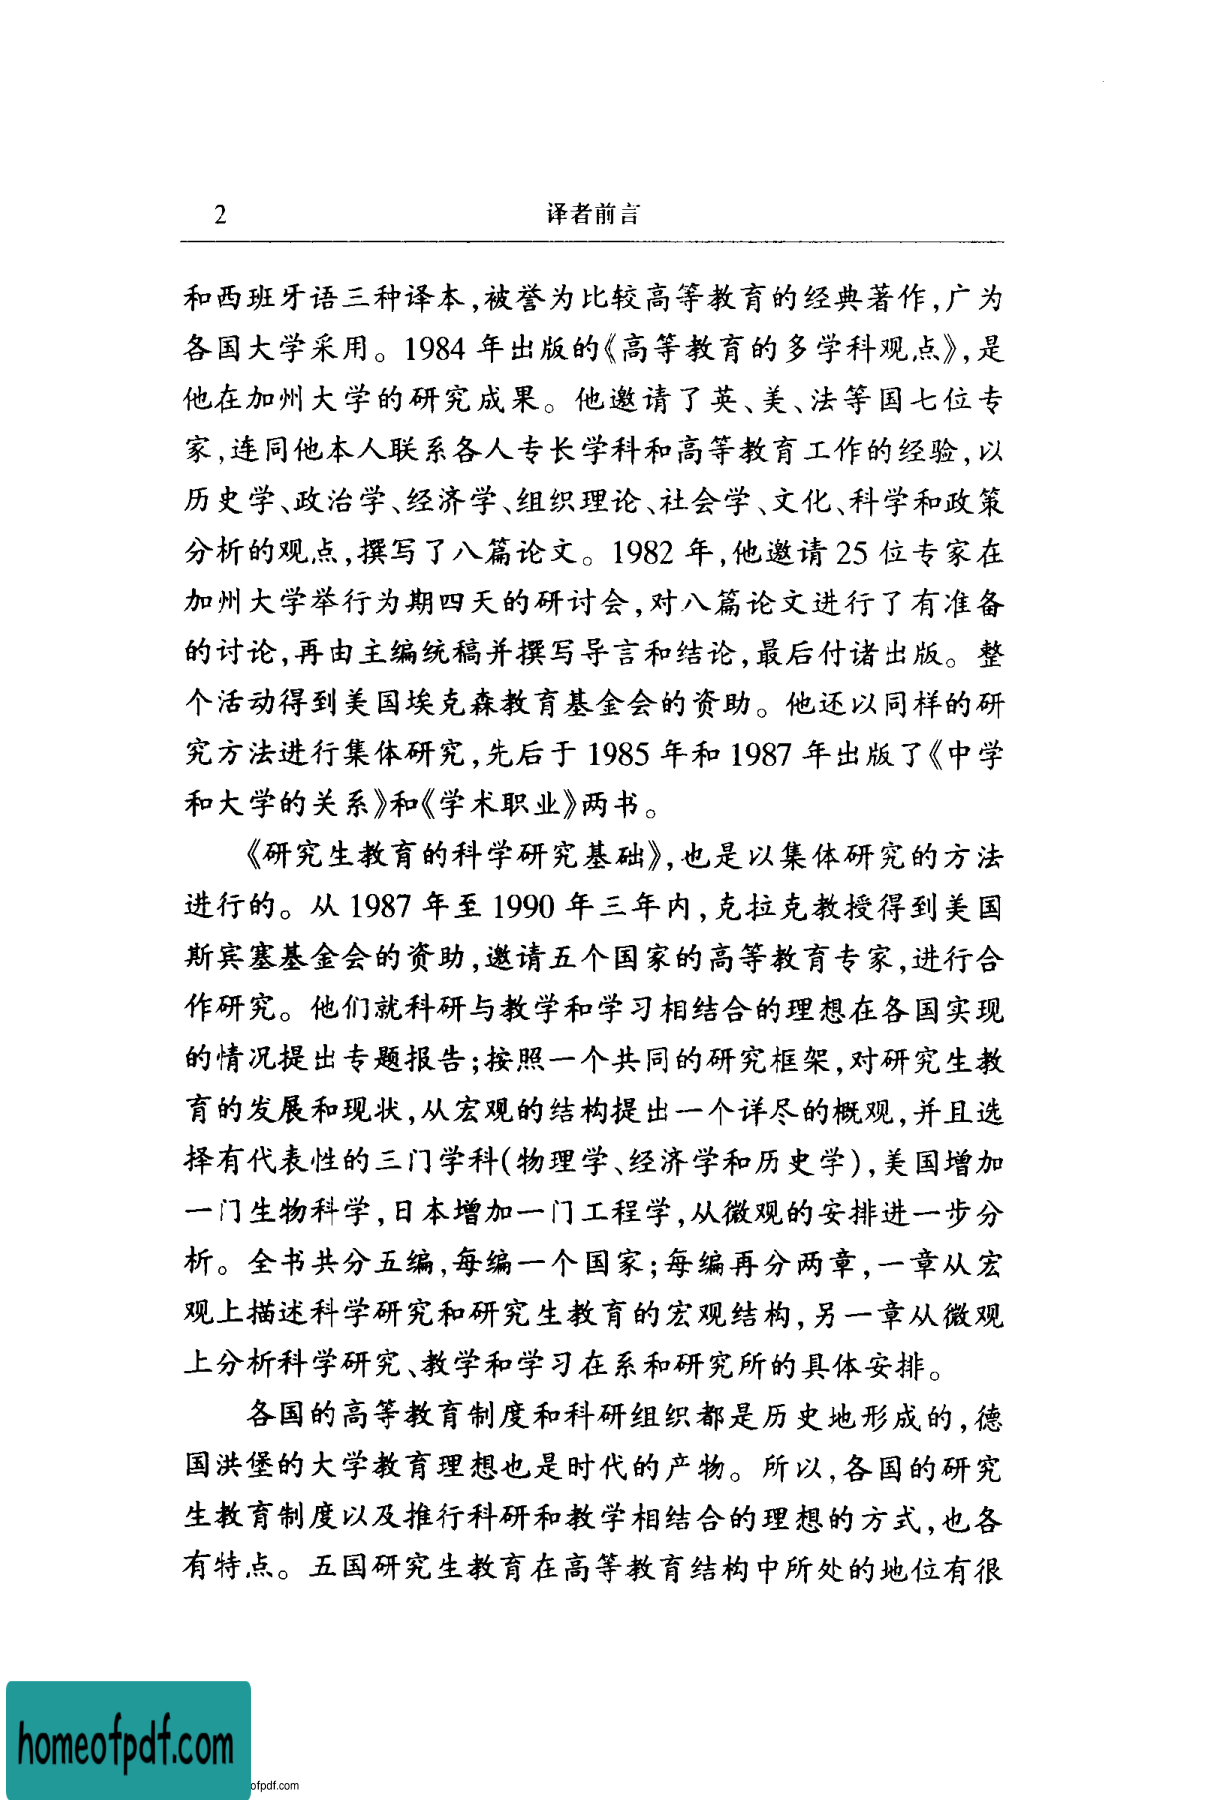 2 译者前言
和西班牙语三种译本,被誉为比较高等教育的经典著作,广为
各国大学采用。1984 年出版的《高等教育的多学科观点》,是
他在加州大学的研究成果。他邀请了英、美、法等国七位专
家,连同他本人联系各人专长学科和高等教育工作的经验,以
历史学、政治学、经济学、组织理论、社会学、文化、科学和政策
分析的观点,撰写了八篇论文。1982 年,他邀请 25 位专家在
加州大学举行为期四天的研讨会,对八篇论文进行了有准备
的讨论,再由主编统稿并撰写导言和结论,最后付诸出版。整
个活动得到美国埃克森教育基金会的资助。他还以同样的研
究方法进行集体研究,先后于 1985 年和 1987 年出版了《中学
和大学的关系》和《学术职业》两书。
《研究生教育的科学研究基础》,也是以集体研究的方法
进行的。从 1987 年至 1990 年三年内,克拉克教授得到美国
斯宾塞基金会的资助,邀请五个国家的高等教育专家,进行合
作研究。他们就科研与教学和学习相结合的理想在各国实现
的情况提出专题报告;按照一个共同的研究框架,对研究生教
育的发展和现状,从宏观的结构提出一个详尽的概观,并且选
择有代表性的三门学科(物理学、经济学和历史学),美国增加
一门生物科学,日本增加一门工程学,从微观的安排进一步分
析。全书共分五编,每编一个国家;每编再分两章,一章从宏
观上描述科学研究和研究生教育的宏观结构,另一章从微观
上分析科学研究、教学和学习在系和研究所的具体安排。
各国的高等教育制度和科研组织都是历史地形成的,德
国洪堡的大学教育理想也是时代的产物。所以,各国的研究
生教育制度以及推行科研和教学相结合的理想的方式,也各
有特点。五国研究生教育在高等教育结构中所处的地位有很
homeofpdf.com
ofpdf.com